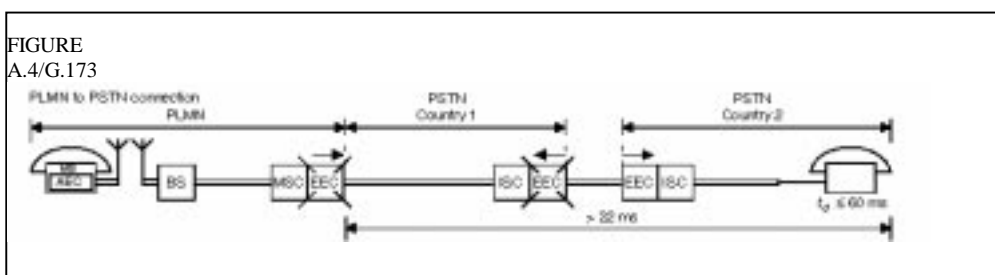 FIGURE
A.4/G.173
PLMN to PSTN connection
PLMN
PSTN
Country 1
PSTN
Country 2
MS
AEC
BS
MSC EEC
ISC EEC
EEC ISC
> 22 ms
≤ 60 ms